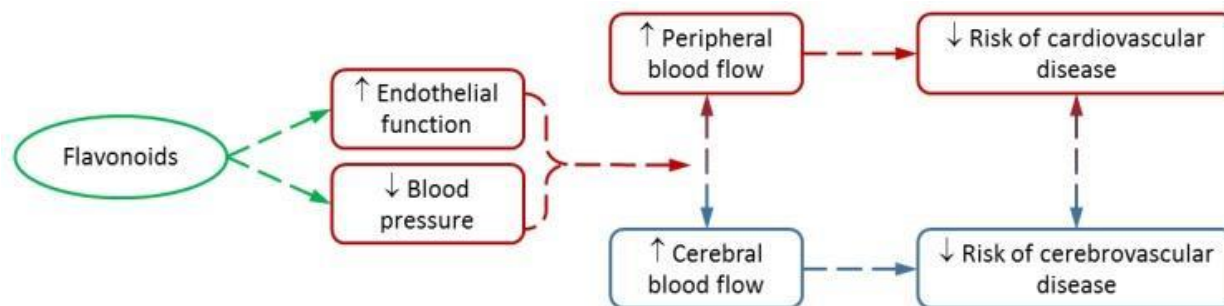 Flavonoids
↑ Endothelial
function
↓ Blood
pressure
↑ Peripheral
blood flow
↓ Risk of cardiovascular
disease
↑ Cerebral
blood flow
↓ Risk of cerebrovascular
disease